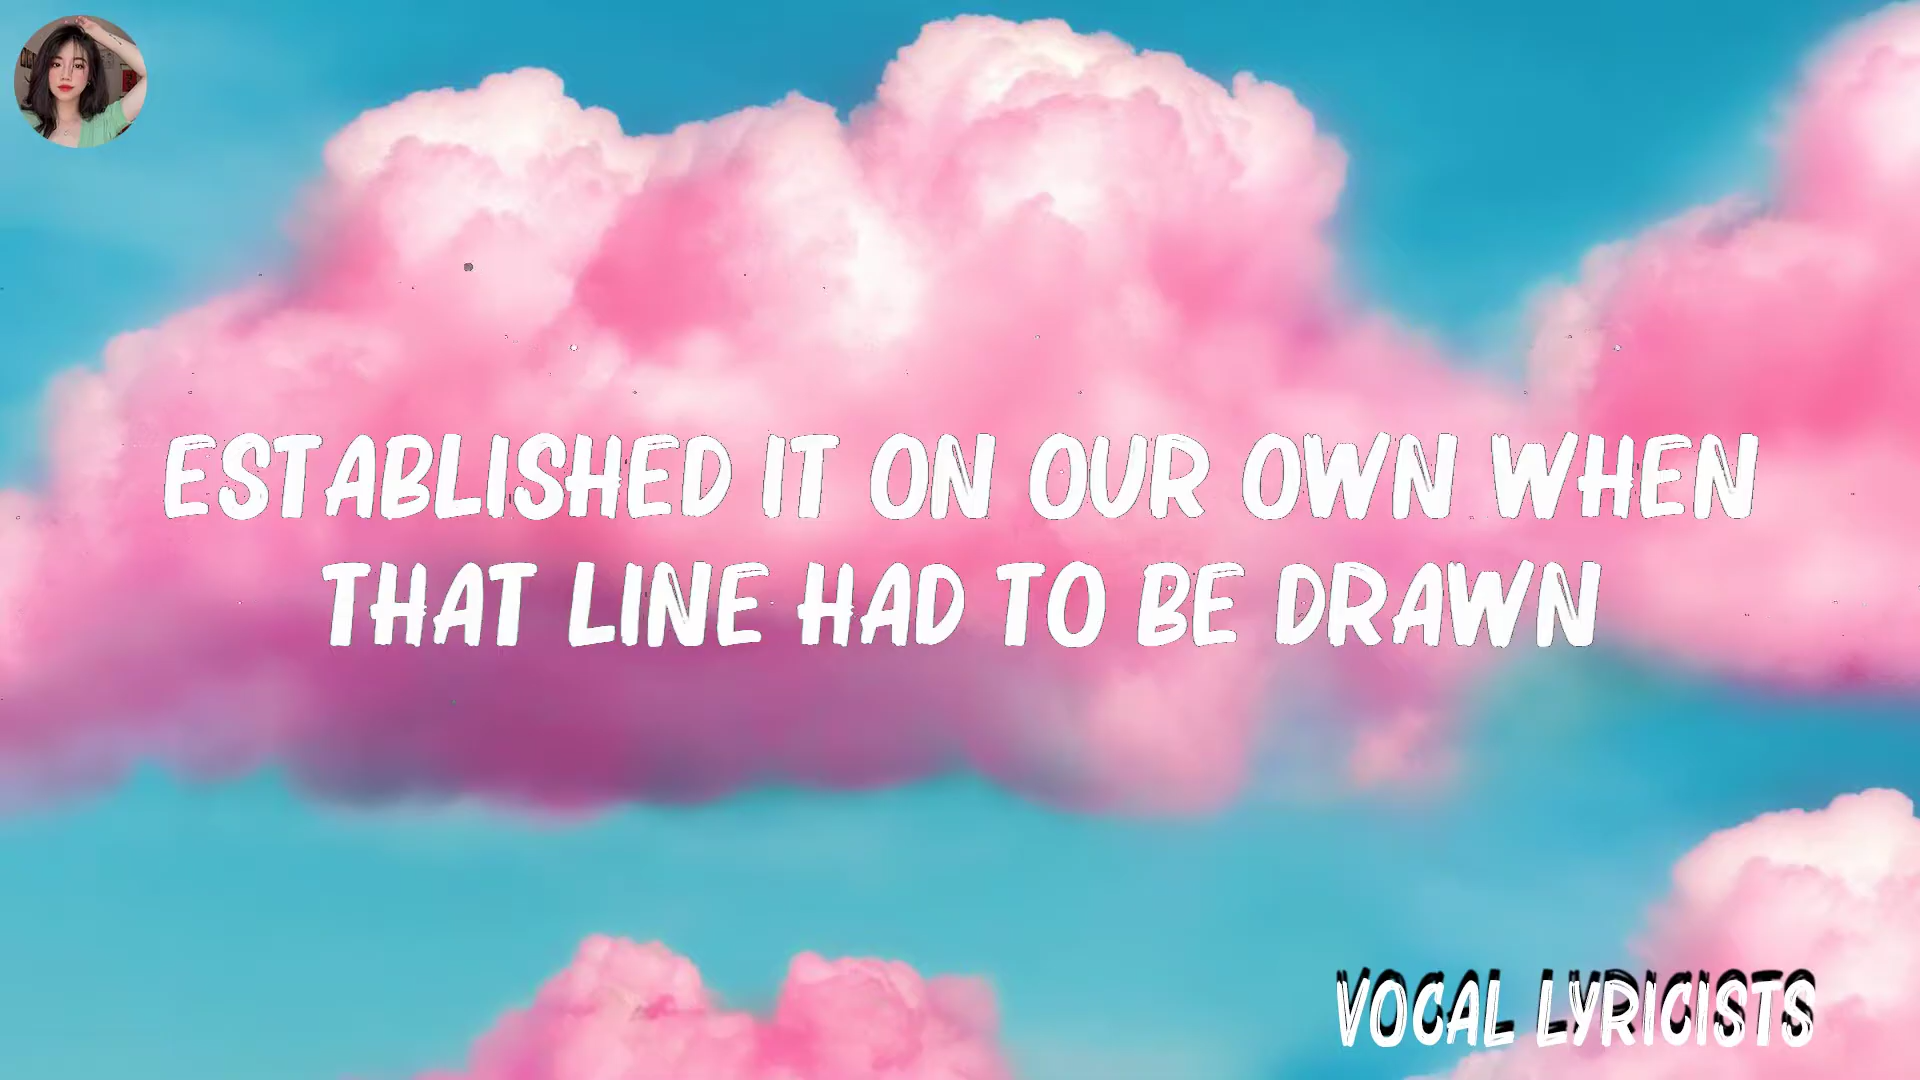 ESTABLISHED IT ON OUR OWN WHEN
THAT LINE HAD TO BE DRAWN
VOCAL LYRICISTS